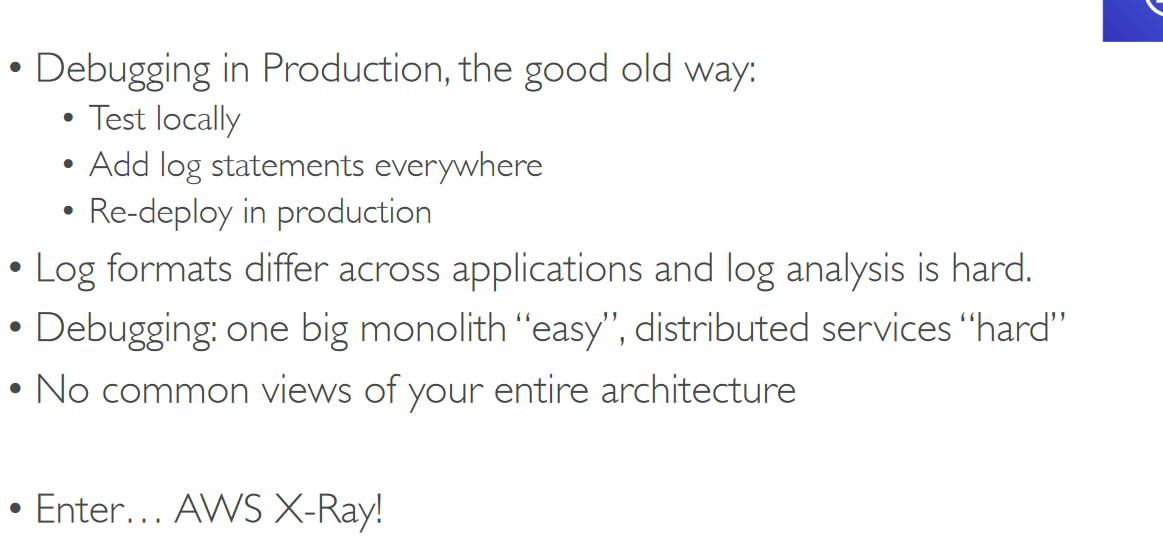 • Debugging in Production, the good old way:
• Test locally
• Add log statements everywhere
• Re-deploy in production
• Log formats differ across applications and log analysis is hard.
• Debugging: one big monolith “easy”, distributed services “hard”
• No common views of your entire architecture
• Enter… AWS X-Ray!